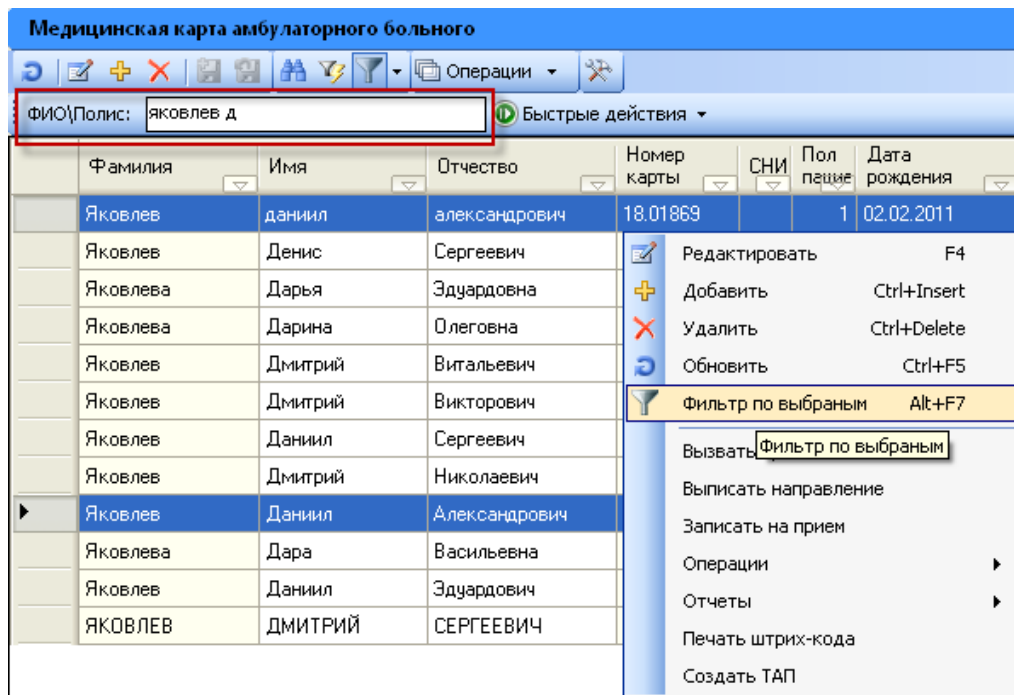 Медицинская карта амбулаторного больного
Операции
ФИО\Полис: яковлев д Быстрые действия
Фамилия Имя Отчество Номер карты СНИ Пол Дата рождения
Яковлев даниил александрович 18.01869 1 02.02.2011
Яковлев Денис Сергеевич
Яковлева Дарья Эдуардовна
Яковлева Дарина Олеговна
Яковлев Дмитрий Витальевич
Яковлев Дмитрий Викторович
Яковлев Даниил Сергеевич
Яковлев Дмитрий Николаевич
Яковлев Даниил Александрович
Яковлева Дара Васильевна
Яковлев Даниил Эдуардович
ЯКОВЛЕВ ДМИТРИЙ СЕРГЕЕВИЧ
Редактировать F4
Добавить Ctrl+Insert
Удалить Ctrl+Delete
Обновить Ctrl+F5
Фильтр по выбраным Alt+F7
Вызвать
Фильтр по выбраным
Выписать направление
Записать на прием
Операции
Отчеты
Печать штрих-кода
Создать ТАП